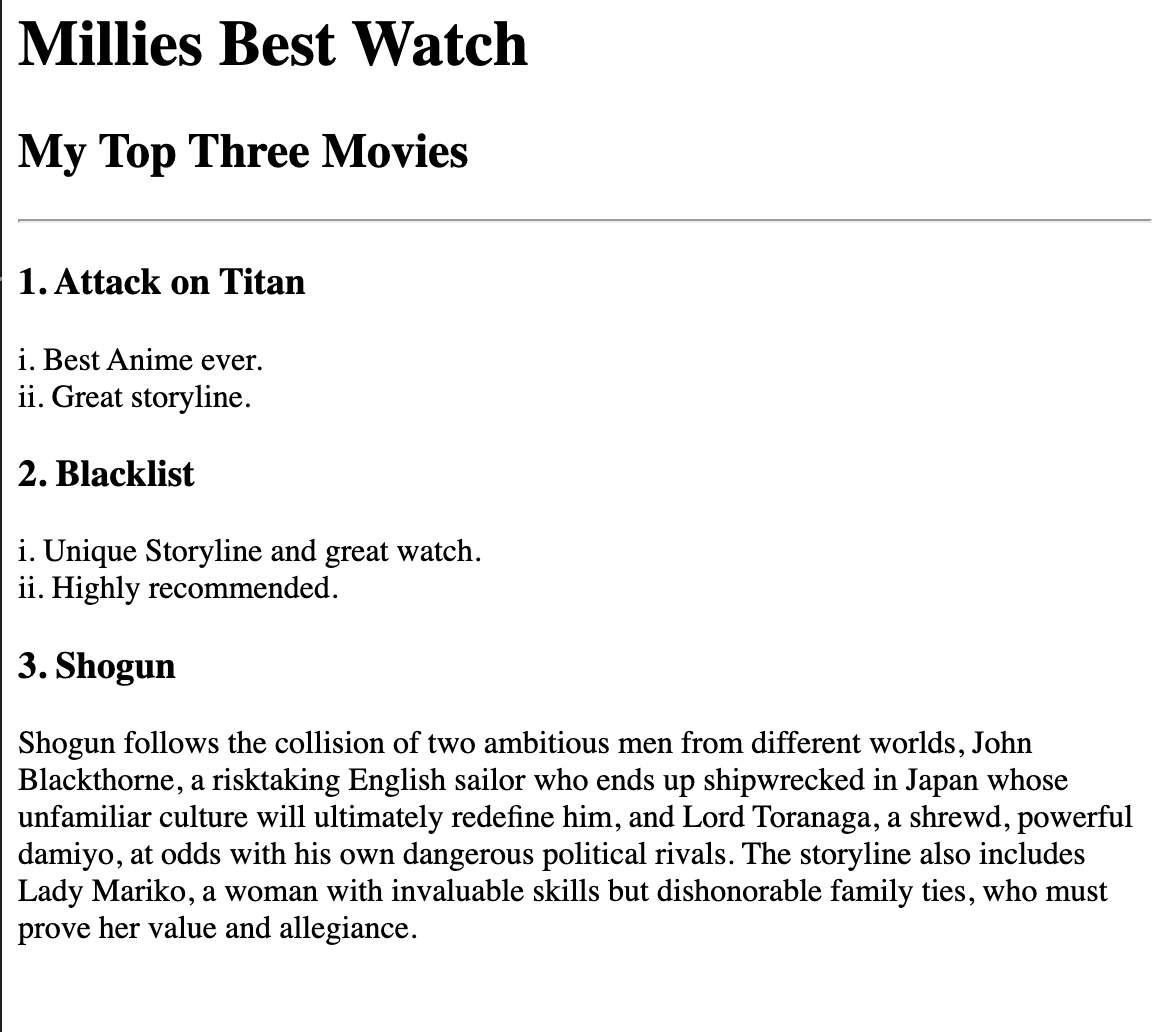 Millies Best Watch
My Top Three Movies
1. Attack on Titan
i. Best Anime ever.
ii. Great storyline.
2. Blacklist
i. Unique Storyline and great watch.
ii. Highly recommended.
3. Shogun
Shogun follows the collision of two ambitious men from different worlds, John
Blackthorne, a risktaking English sailor who ends up shipwrecked in Japan whose
unfamiliar culture will ultimately redefine him, and Lord Toranaga, a shrewd, powerful
damiyo, at odds with his own dangerous political rivals. The storyline also includes
Lady Mariko, a woman with invaluable skills but dishonorable family ties, who must
prove her value and allegiance.